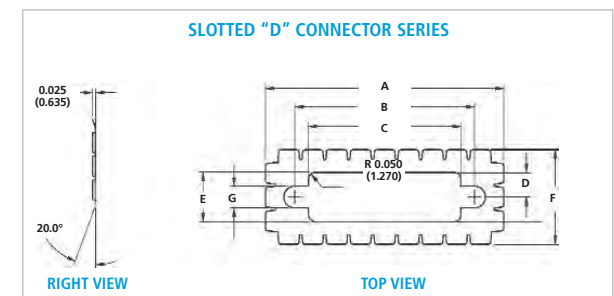 SLOTTED “D” CONNECTOR SERIES
0.025
(0.635)
20.0°
RIGHT VIEW
A
B
C
R 0.050
(1.270)
E
G
D
F
TOP VIEW